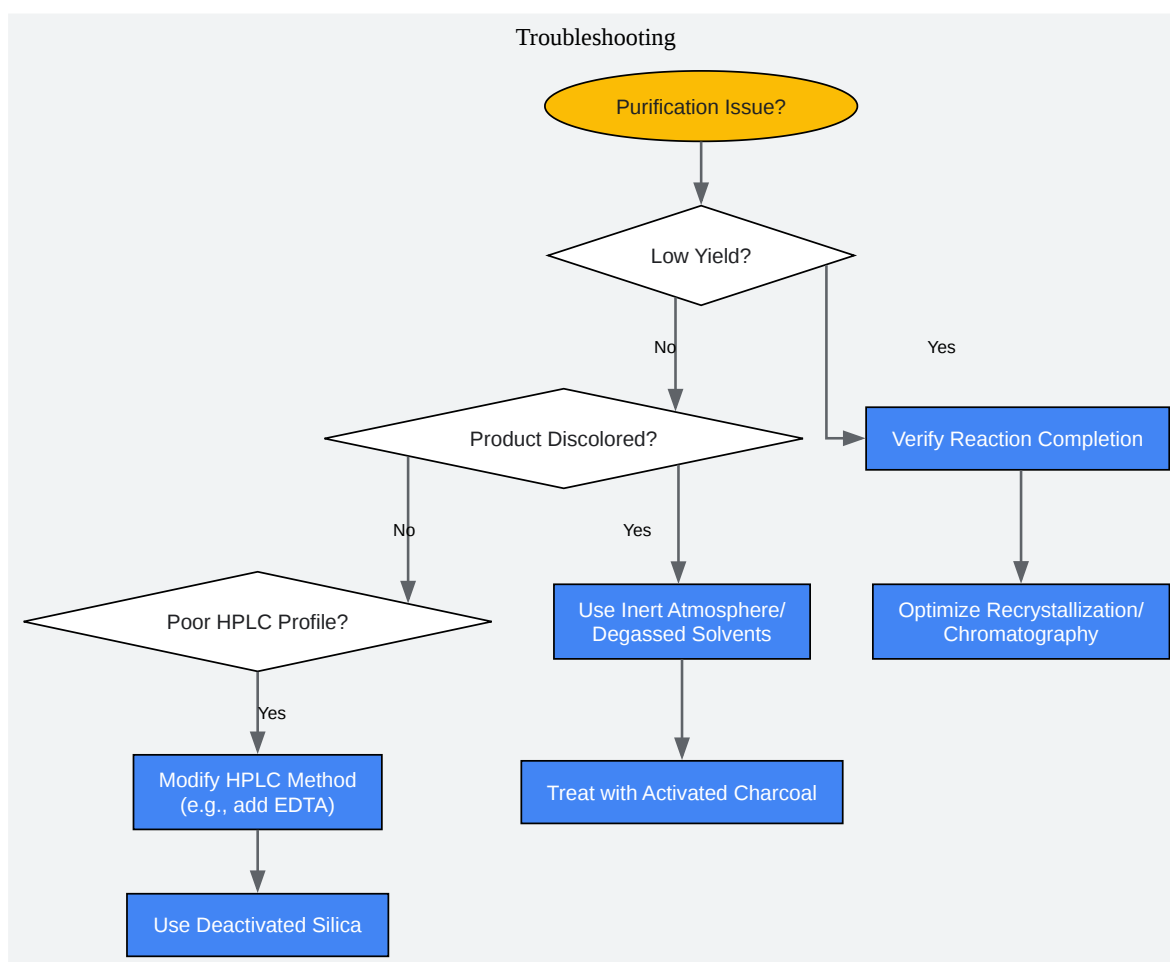 Troubleshooting
Purification Issue?
Low Yield?
No
Yes
Product Discolored?
Verify Reaction Completion
No
Yes
Poor HPLC Profile?
Use Inert Atmosphere/
Degassed Solvents
Optimize Recrystallization/
Chromatography
Yes
Modify HPLC Method
(e.g., add EDTA)
Treat with Activated Charcoal
Use Deactivated Silica